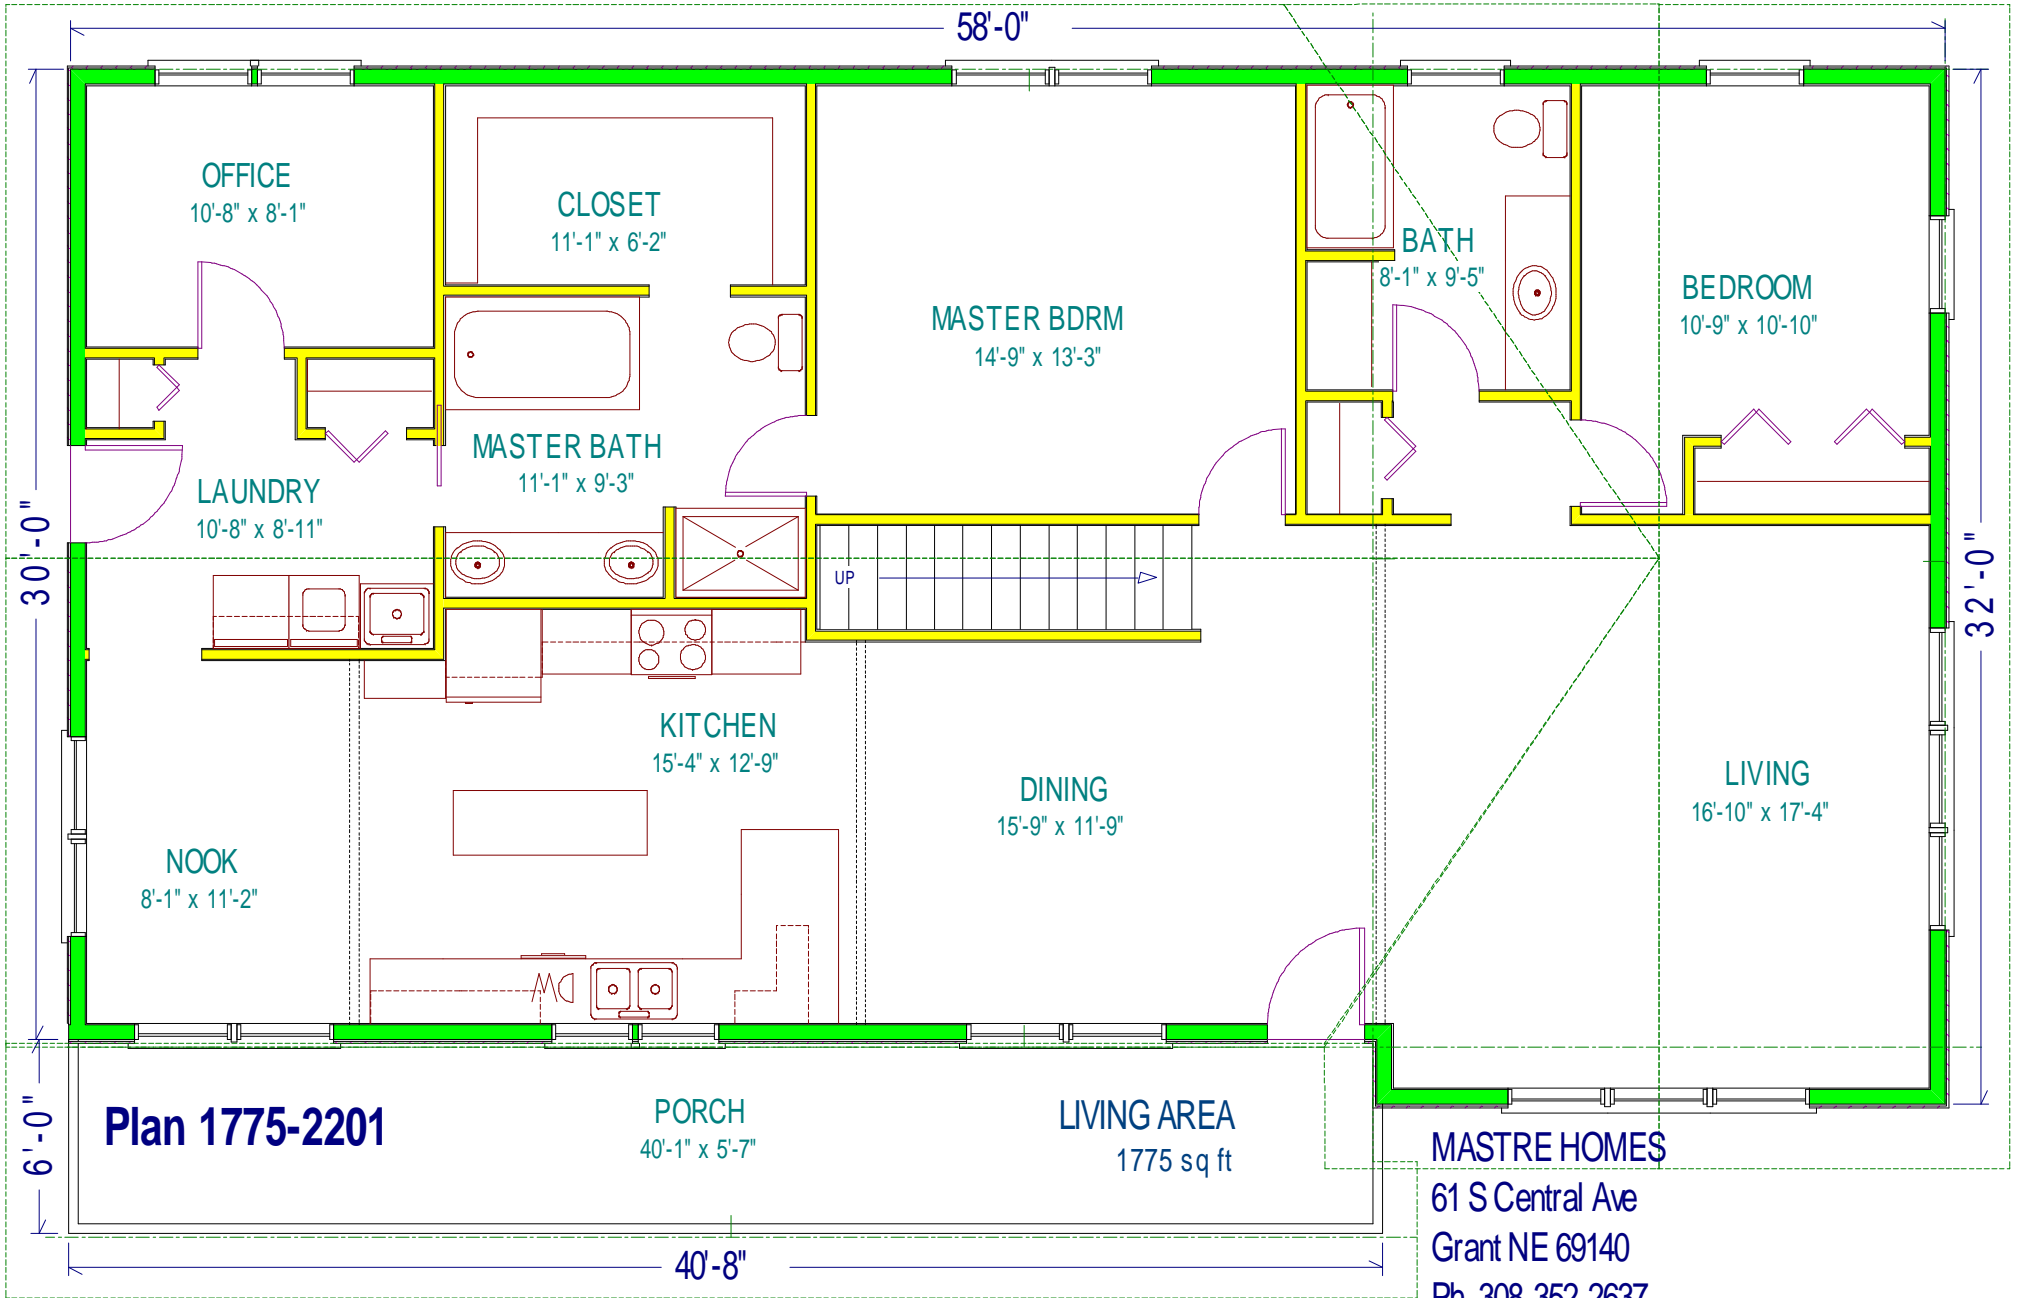 58'-0"
OFFICE
10'-8" x 8'-1"
CLOSET
11'-1" x 6'-2"
MASTER BDRM
14'-9" x 13'-3"
BATH
8'-1" x 9'-5"
BEDROOM
10'-9" x 10'-10"
MASTER BATH
11'-1" x 9'-3"
LAUNDRY
10'-8" x 8'-11"
30'-0"
32'-0"
UP
KITCHEN
15'-4" x 12'-9"
DINING
15'-9" x 11'-9"
LIVING
16'-10" x 17'-4"
NOOK
8'-1" x 11'-2"
6'-0"
Plan 1775-2201
PORCH
40'-1" x 5'-7"
LIVING AREA
1775 sq ft
40'-8"
MASTRE HOMES
61 S Central Ave
Grant NE 69140
Ph. 308-352-2637